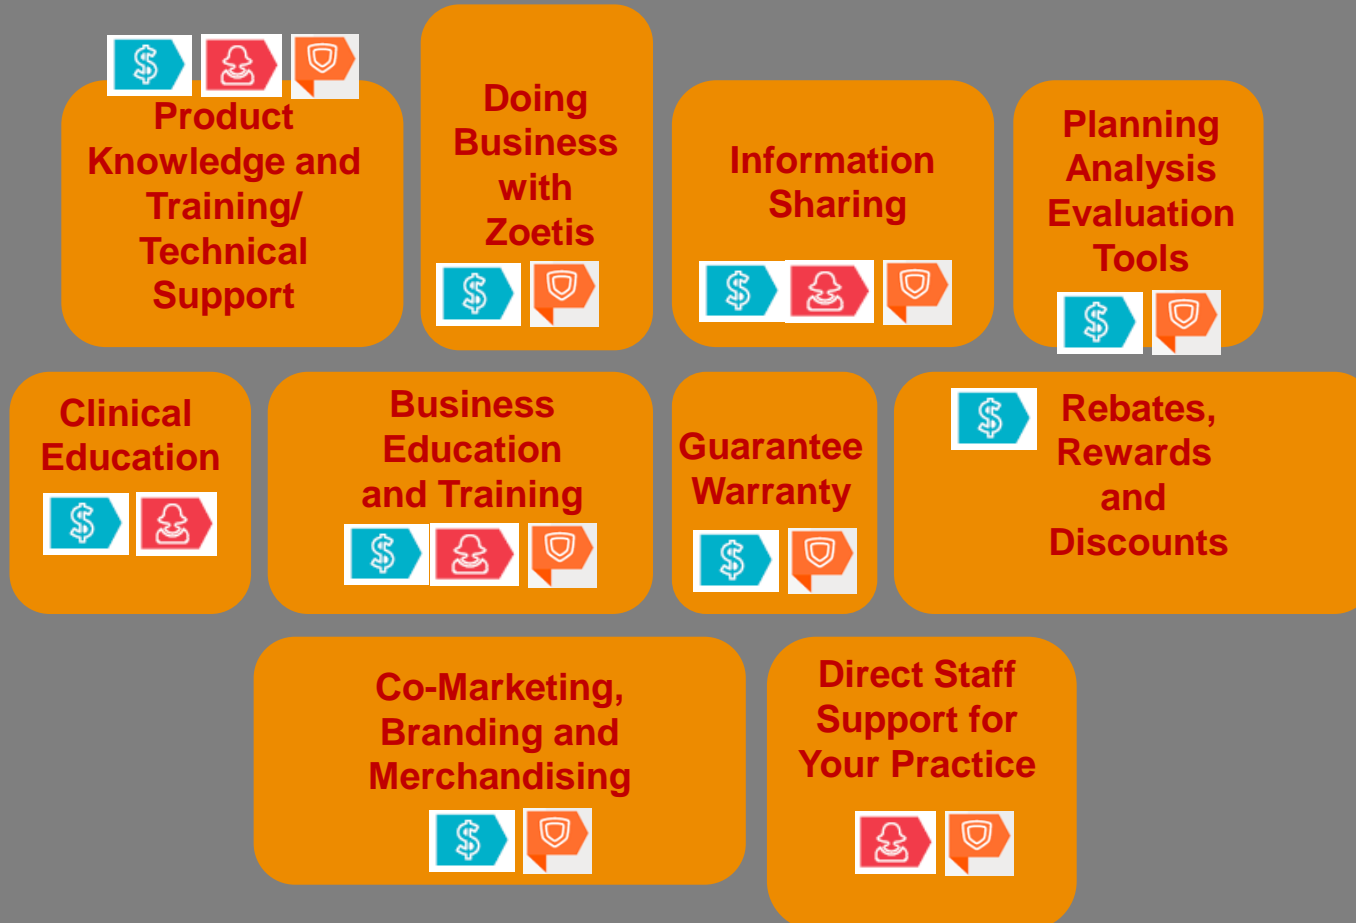 Product
Knowledge and
Training/
Technical
Support
Doing
Business
with
Zoetis
Information
Sharing
Planning
Analysis
Evaluation
Tools
Clinical
Education
Business
Education
and Training
Guarantee
Warranty
Rebates,
Rewards
and
Discounts
Co-Marketing,
Branding and
Merchandising
Direct Staff
Support for
Your Practice